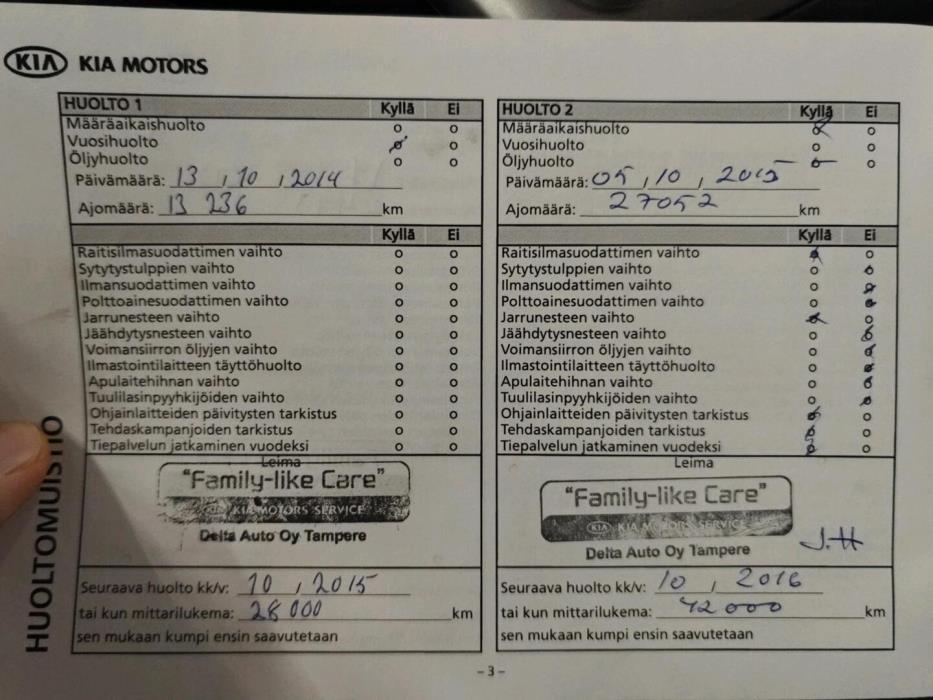 KIA KIA MOTORS
HUOLTO 1 Kyllä Ei
Määräaikaishuolto o o
Vuosihuolto o o
Öljyhuolto o o
Päivämäärä: 13 , 10 , 2014
Ajomäärä: 13 236 km
Kyllä Ei
Raitisilmasuodattimen vaihto o o
Sytytystulppien vaihto o o
Ilmansuodattimen vaihto o o
Polttoainesuodattimen vaihto o o
Jarrunesteen vaihto o o
Jäähdytysnesteen vaihto o o
Voimansiirron öljyjen vaihto o o
Ilmastointilaitteen täyttöhuolto o o
Apulaitehihnan vaihto o o
Tuulilasinpyyhkijöiden vaihto o o
Ohjainlaitteiden päivitysten tarkistus o o
Tehdaskampanjoiden tarkistus o o
Tiepalvelun jatkaminen vuodeksi o o
Leima
"Family-like Care"
KIA MOTORS SERVICE
Delta Auto Oy Tampere
Seuraava huolto kk/v: 10 , 2015
tai kun mittarilukema: 28 000 km
sen mukaan kumpi ensin saavutetaan
HUOLTO 2 Kyllä Ei
Määräaikaishuolto o o
Vuosihuolto o o
Öljyhuolto o o
Päivämäärä: 05 , 10 , 2015
Ajomäärä: 27052 km
Kyllä Ei
Raitisilmasuodattimen vaihto o o
Sytytystulppien vaihto o o
Ilmansuodattimen vaihto o o
Polttoainesuodattimen vaihto o o
Jarrunesteen vaihto o o
Jäähdytysnesteen vaihto o o
Voimansiirron öljyjen vaihto o o
Ilmastointilaitteen täyttöhuolto o o
Apulaitehihnan vaihto o o
Tuulilasinpyyhkijöiden vaihto o o
Ohjainlaitteiden päivitysten tarkistus o o
Tehdaskampanjoiden tarkistus o o
Tiepalvelun jatkaminen vuodeksi o o
Leima
"Family-like Care"
KIA KIA MOTORS SERVICE
Delta Auto Oy Tampere J.H
Seuraava huolto kk/v: 10 , 2016
tai kun mittarilukema: 42000 km
sen mukaan kumpi ensin saavutetaan
HUOLTOMUISTIO
- 3 -